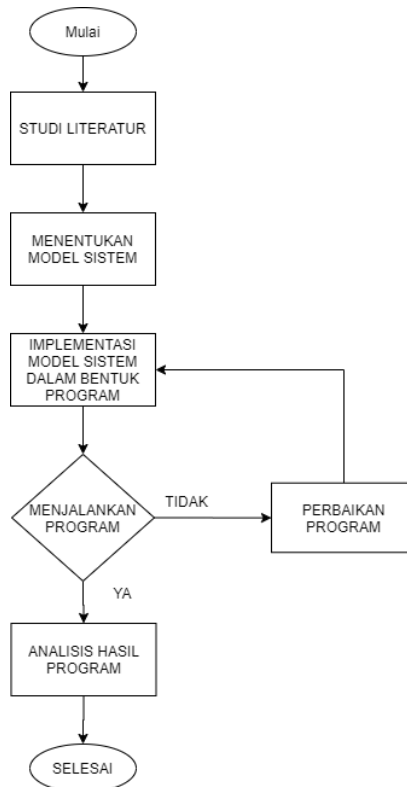 Mulai
STUDI LITERATUR
MENENTUKAN
MODEL SISTEM
IMPLEMENTASI
MODEL SISTEM
DALAM BENTUK
PROGRAM
MENJALANKAN
PROGRAM
TIDAK
PERBAIKAN
PROGRAM
YA
ANALISIS HASIL
PROGRAM
SELESAI